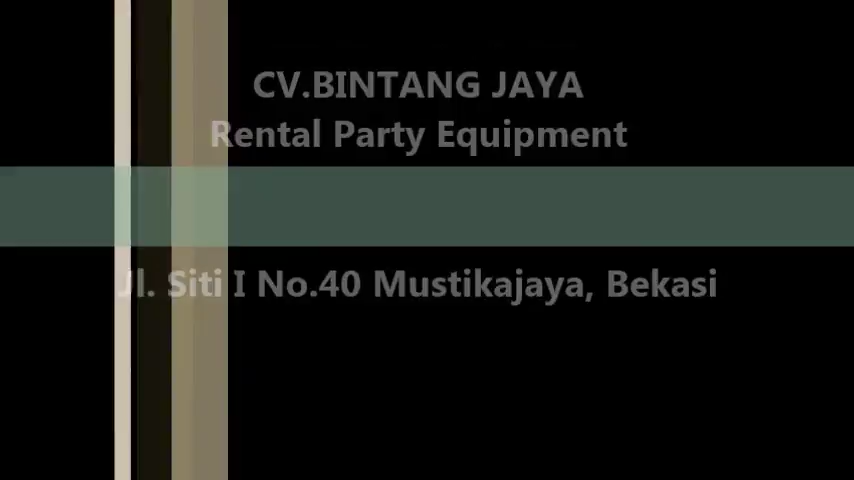 CV.BINTANG JAYA
Rental Party Equipment
Jl. Siti I No.40 Mustikajaya, Bekasi